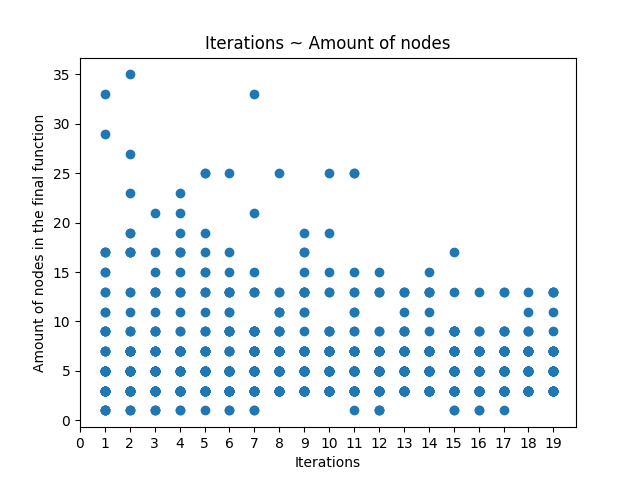 Iterations ~ Amount of nodes
Amount of nodes in the final function
35
30
25
20
15
10
5
0
0 1 2 3 4 5 6 7 8 9 10 11 12 13 14 15 16 17 18 19
Iterations